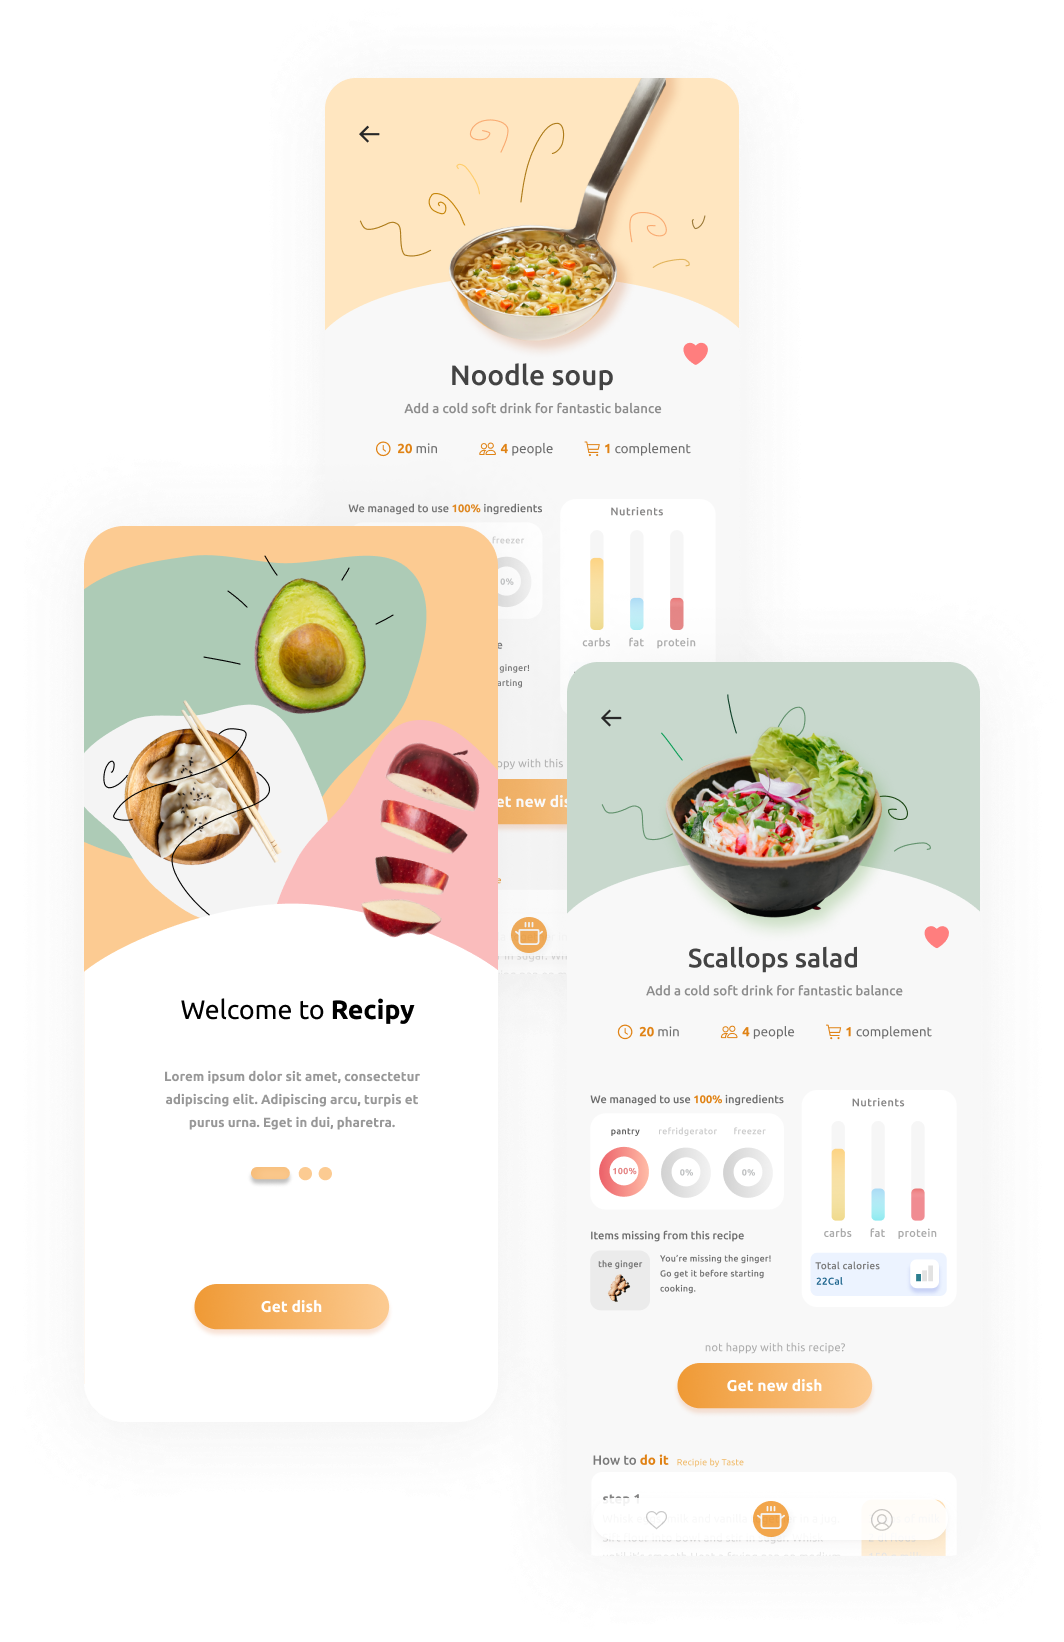 Noodle soup
Add a cold soft drink for fantastic balance
20 min
4 people
1 complement
We managed to use 100% ingredients
freezer
0%
Nutrients
carbs fat protein
e
ginger!
arting
ppy with this
et new dis
e
in sugar.
Welcome to Recipy
Lorem ipsum dolor sit amet, consectetur
adipiscing elit. Adipiscing arcu, turpis et
purus urna. Eget in dui, pharetra.
Get dish
Scallops salad
Add a cold soft drink for fantastic balance
20 min
4 people
1 complement
We managed to use 100% ingredients
pantry refridgerator freezer
100% 0% 0%
Items missing from this recipe
the ginger
You're missing the ginger!
Go get it before starting
cooking.
Nutrients
carbs fat protein
Total calories
22Cal
not happy with this recipe?
Get new dish
How to do it Recipie by Taste
step 1